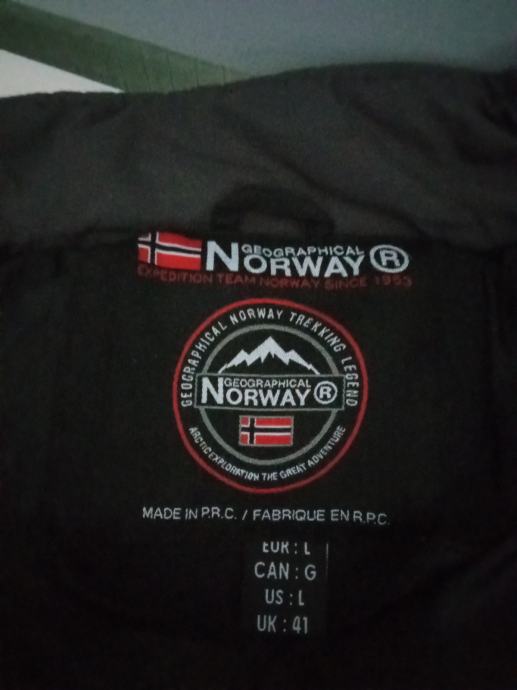 GEOGRAPHICAL
NORWAY ®
EXPEDITION TEAM NORWAY SINCE 1953
GEOGRAPHICAL NORWAY TREKKING LEGEND
GEOGRAPHICAL
NORWAY ®
ARCTIC EXPLORATION THE GREAT ADVENTURE
MADE IN P.R.C. / FABRIQUE EN R.P.C.
EUR : L
CAN : G
US : L
UK : 41